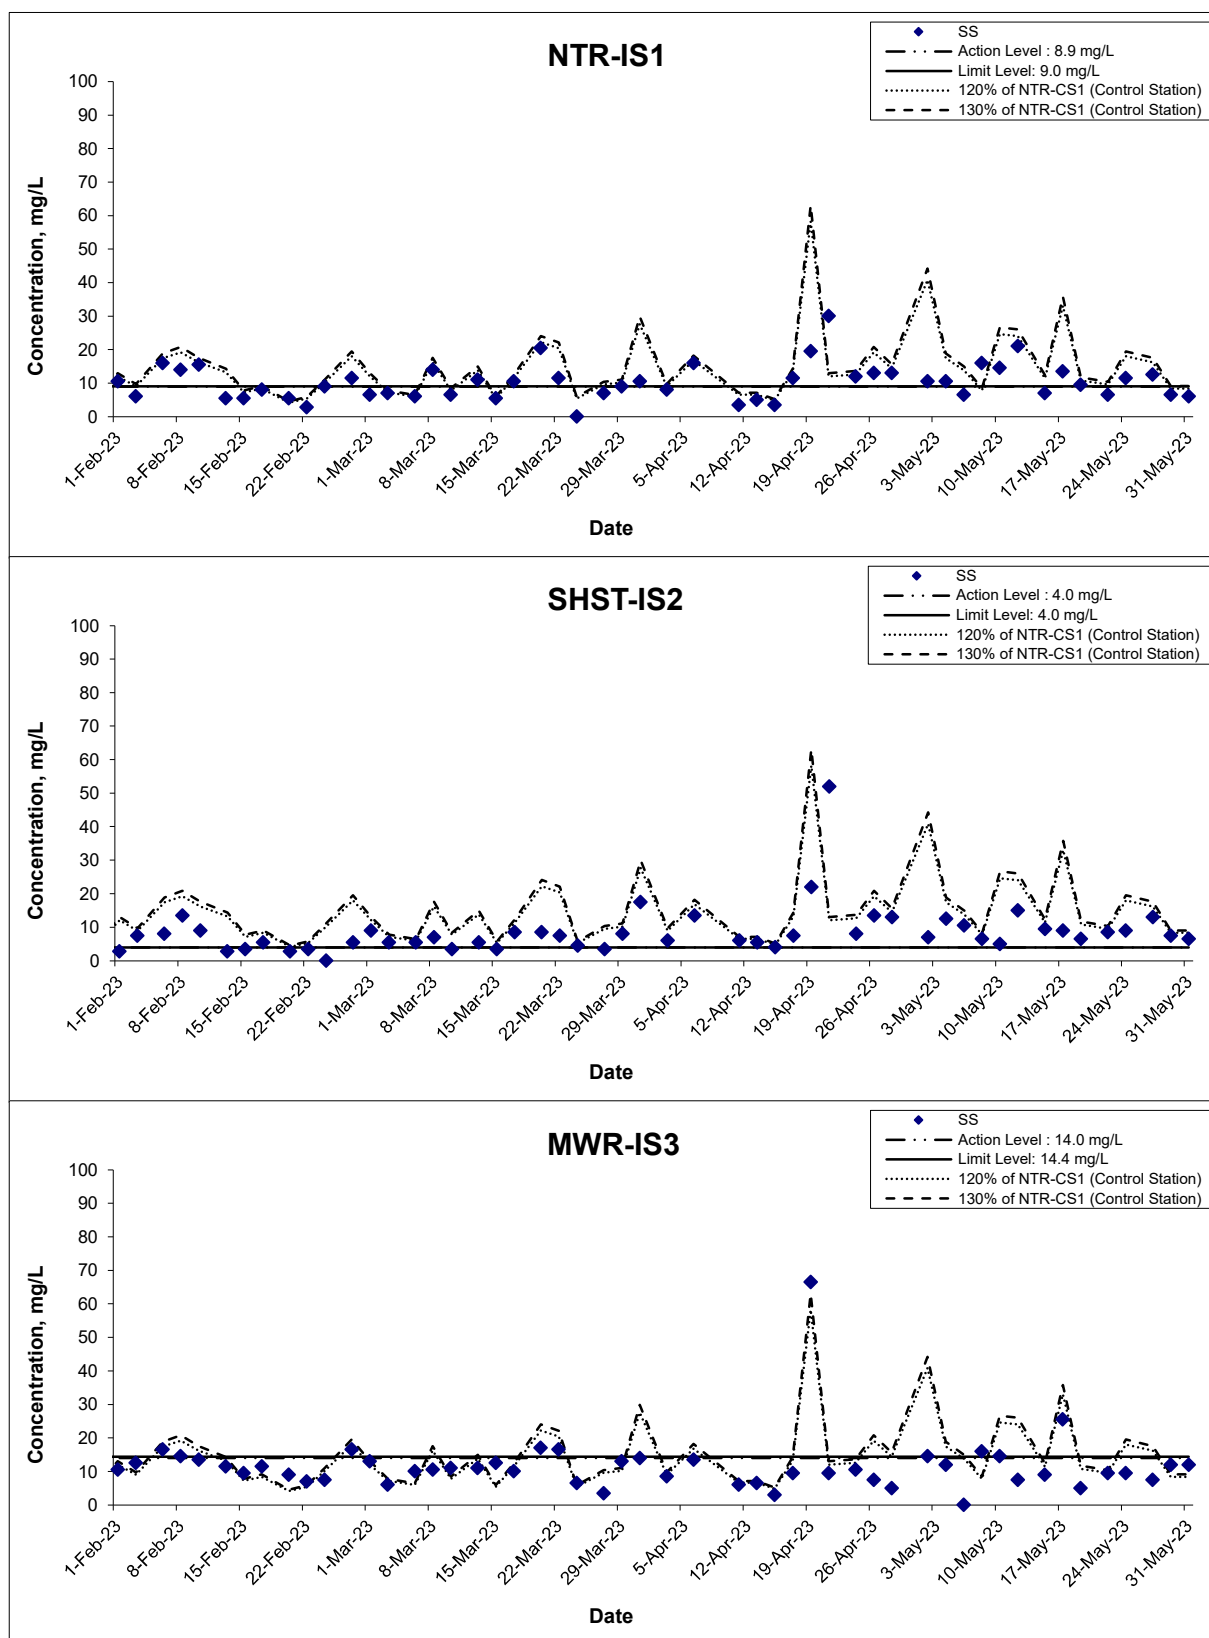 NTR-IS1
SS
Action Level : 8.9 mg/L
Limit Level: 9.0 mg/L
120% of NTR-CS1 (Control Station)
130% of NTR-CS1 (Control Station)
Concentration, mg/L
100
90
80
70
60
50
40
30
20
10
0
1-Feb-23
8-Feb-23
15-Feb-23
22-Feb-23
1-Mar-23
8-Mar-23
15-Mar-23
22-Mar-23
29-Mar-23
5-Apr-23
12-Apr-23
19-Apr-23
26-Apr-23
3-May-23
10-May-23
17-May-23
24-May-23
31-May-23
Date
SHST-IS2
SS
Action Level : 4.0 mg/L
Limit Level: 4.0 mg/L
120% of NTR-CS1 (Control Station)
130% of NTR-CS1 (Control Station)
Concentration, mg/L
100
90
80
70
60
50
40
30
20
10
0
1-Feb-23
8-Feb-23
15-Feb-23
22-Feb-23
1-Mar-23
8-Mar-23
15-Mar-23
22-Mar-23
29-Mar-23
5-Apr-23
12-Apr-23
19-Apr-23
26-Apr-23
3-May-23
10-May-23
17-May-23
24-May-23
31-May-23
Date
MWR-IS3
SS
Action Level : 14.0 mg/L
Limit Level: 14.4 mg/L
120% of NTR-CS1 (Control Station)
130% of NTR-CS1 (Control Station)
Concentration, mg/L
100
90
80
70
60
50
40
30
20
10
0
1-Feb-23
8-Feb-23
15-Feb-23
22-Feb-23
1-Mar-23
8-Mar-23
15-Mar-23
22-Mar-23
29-Mar-23
5-Apr-23
12-Apr-23
19-Apr-23
26-Apr-23
3-May-23
10-May-23
17-May-23
24-May-23
31-May-23
Date